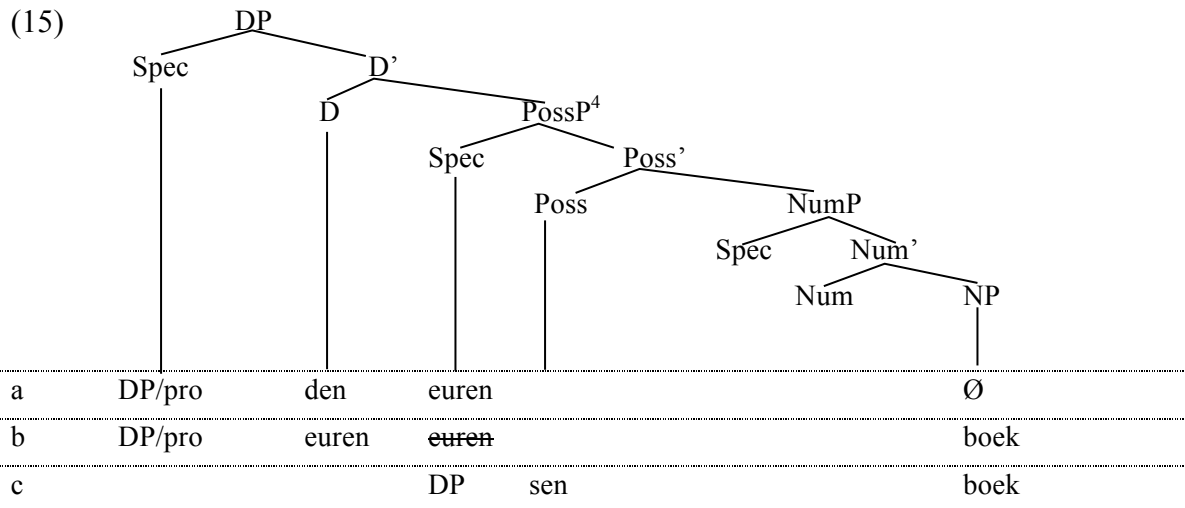 (15) DP
Spec D’
D PossP⁴
Spec Poss’
Poss NumP
Spec Num’
Num NP
a DP/pro den euren Ø
b DP/pro euren euren boek
c DP sen boek